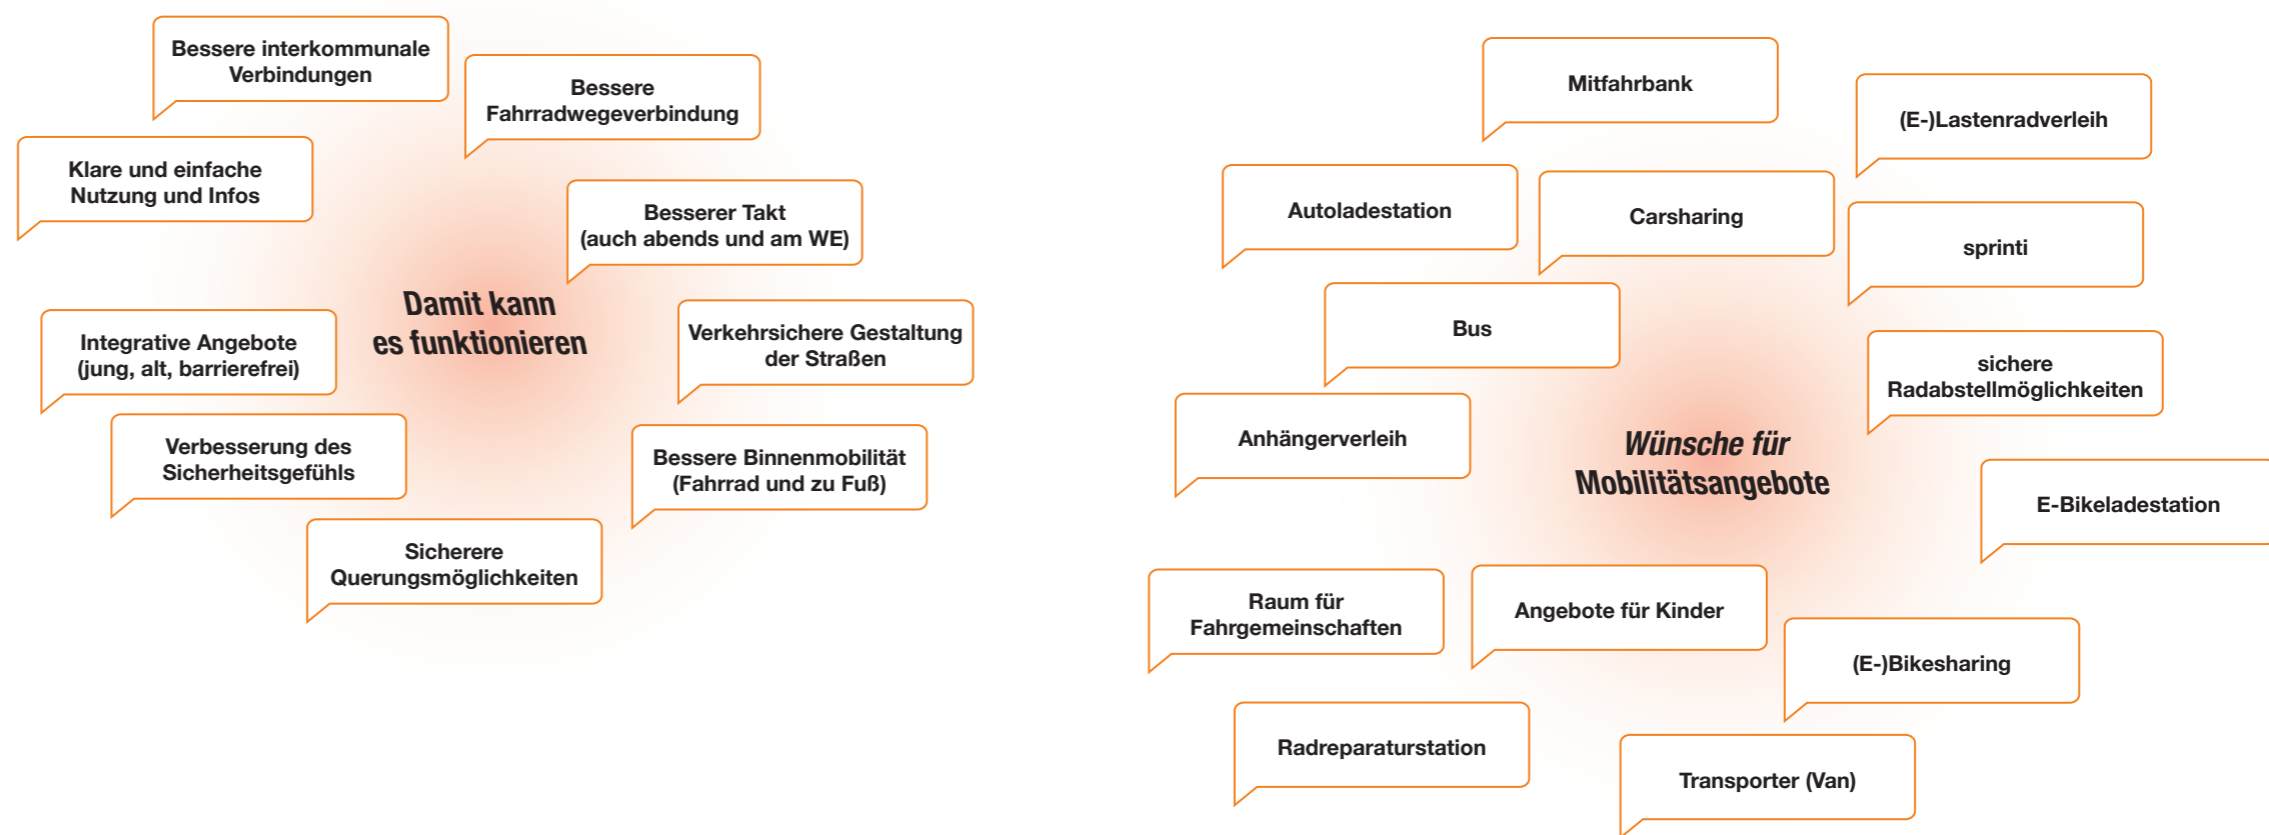 Bessere interkommunale
Verbindungen
Bessere
Fahrradwegeverbindung
Klare und einfache
Nutzung und Infos
Besserer Takt
(auch abends und am WE)
Damit kann
es funktionieren
Integrative Angebote
(jung, alt, barrierefrei)
Verkehrsichere Gestaltung
der Straßen
Verbesserung des
Sicherheitsgefühls
Bessere Binnenmobilität
(Fahrrad und zu Fuß)
Sicherere
Querungsmöglichkeiten
Mitfahrbank
(E-)Lastenradverleih
Autoladestation
Carsharing
sprinti
Bus
sichere
Radabstellmöglichkeiten
Anhängerverleih
Wünsche für
Mobilitätsangebote
E-Bikeladestation
Raum für
Fahrgemeinschaften
Angebote für Kinder
(E-)Bikesharing
Radreparaturstation
Transporter (Van)